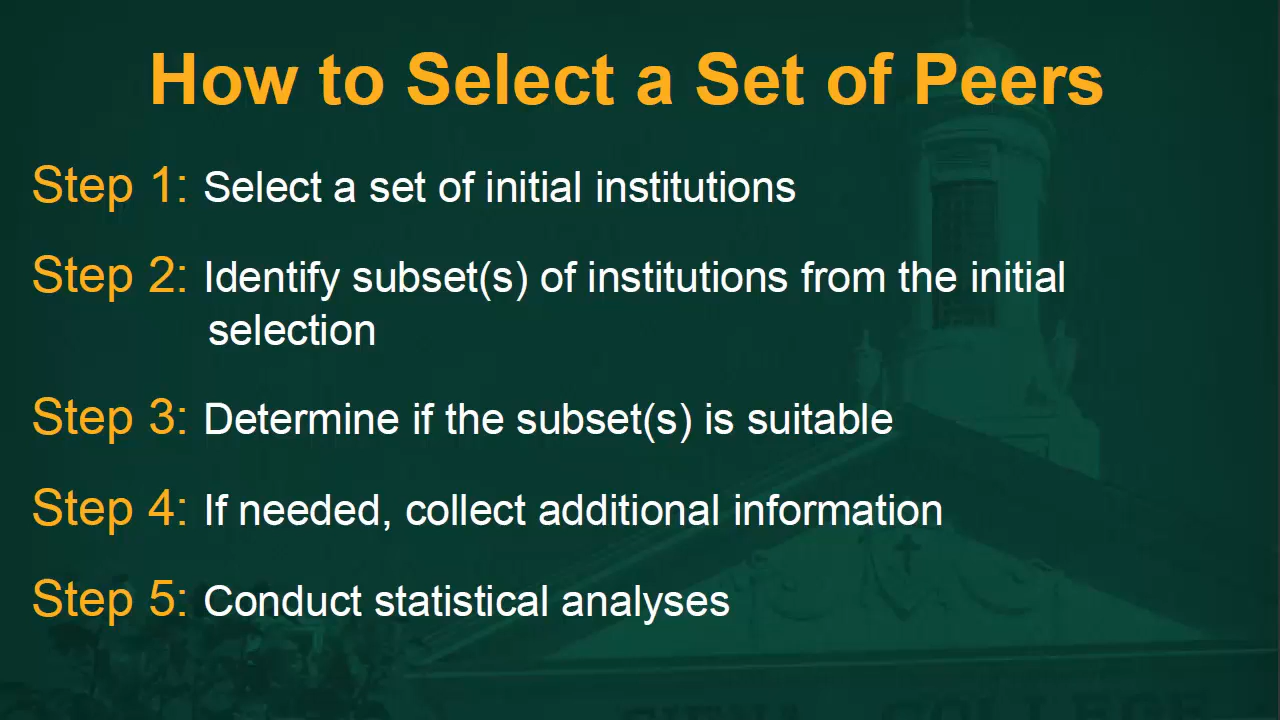 How to Select a Set of Peers
Step 1: Select a set of initial institutions
Step 2: Identify subset(s) of institutions from the initial
selection
Step 3: Determine if the subset(s) is suitable
Step 4: If needed, collect additional information
Step 5: Conduct statistical analyses
COLLEGE